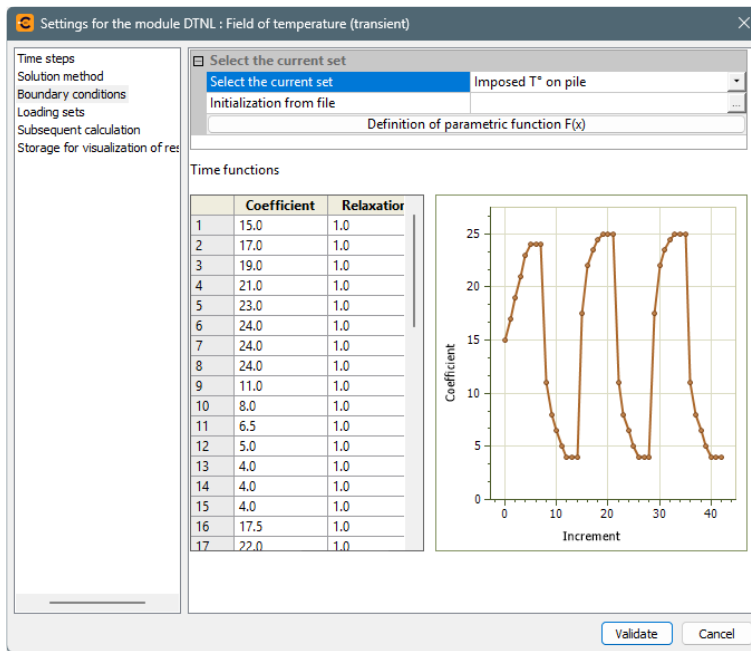 Settings for the module DTNL : Field of temperature (transient)
Time steps
Solution method
Boundary conditions
Loading sets
Subsequent calculation
Storage for visualization of res
Select the current set
Select the current set Imposed T° on pile
Initialization from file ...
Definition of parametric function F(x)
Time functions
Coefficient Relaxation
1 15.0 1.0
2 17.0 1.0
3 19.0 1.0
4 21.0 1.0
5 23.0 1.0
6 24.0 1.0
7 24.0 1.0
8 24.0 1.0
9 11.0 1.0
10 8.0 1.0
11 6.5 1.0
12 5.0 1.0
13 4.0 1.0
14 4.0 1.0
15 4.0 1.0
16 17.5 1.0
17 22.0 1.0
Coefficient
25
20
15
10
5
0
0 10 20 30 40
Increment
Validate Cancel